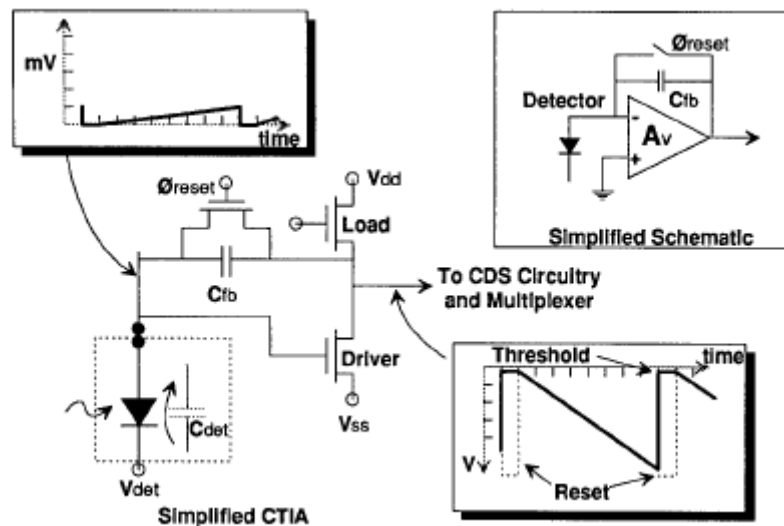 mV
time
Øreset
Cfb
Detector
Av
-
+
Simplified Schematic
Øreset
Vdd
Load
Cfb
To CDS Circuitry
and Multiplexer
Driver
Vss
Cdet
Vdet
Simplified CTIA
Threshold
time
V
Reset